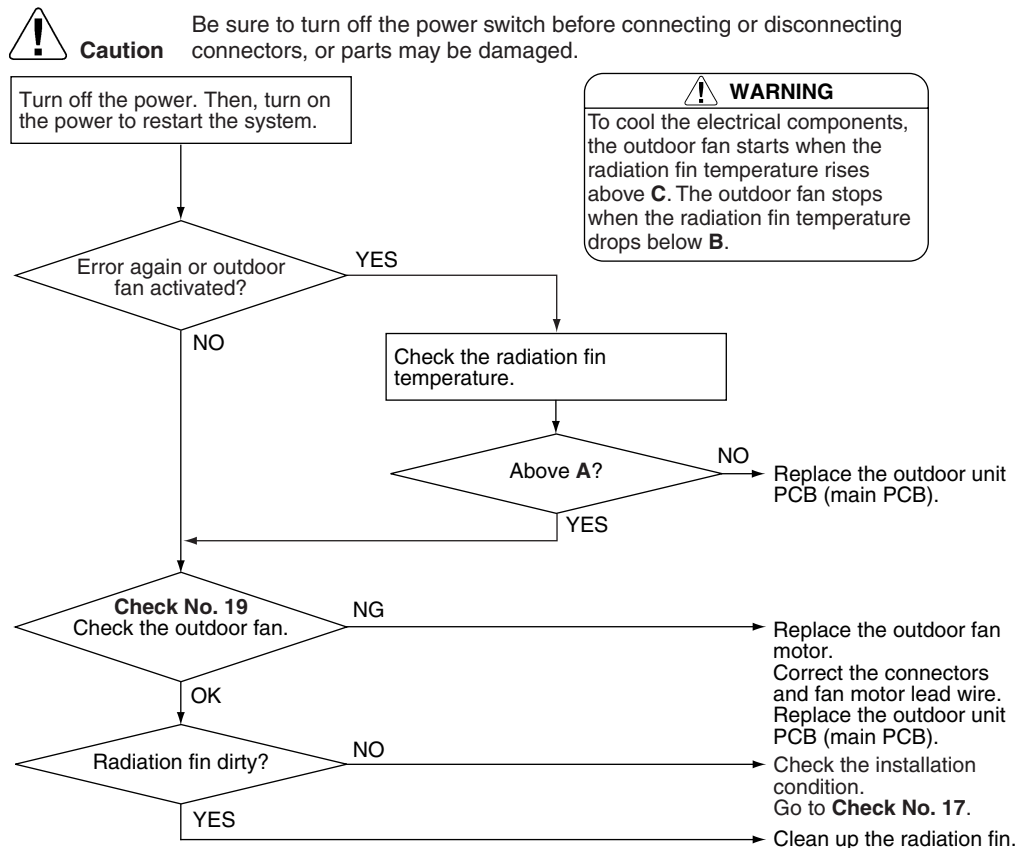 Be sure to turn off the power switch before connecting or disconnecting
Caution connectors, or parts may be damaged.
Turn off the power. Then, turn on
the power to restart the system.
WARNING
To cool the electrical components,
the outdoor fan starts when the
radiation fin temperature rises
above C. The outdoor fan stops
when the radiation fin temperature
drops below B.
Error again or outdoor
fan activated?
YES
NO
Check the radiation fin
temperature.
Above A?
NO
Replace the outdoor unit
PCB (main PCB).
YES
Check No. 19
Check the outdoor fan.
NG
Replace the outdoor fan
motor.
Correct the connectors
and fan motor lead wire.
Replace the outdoor unit
PCB (main PCB).
OK
Radiation fin dirty?
NO
Check the installation
condition.
Go to Check No. 17.
YES
Clean up the radiation fin.